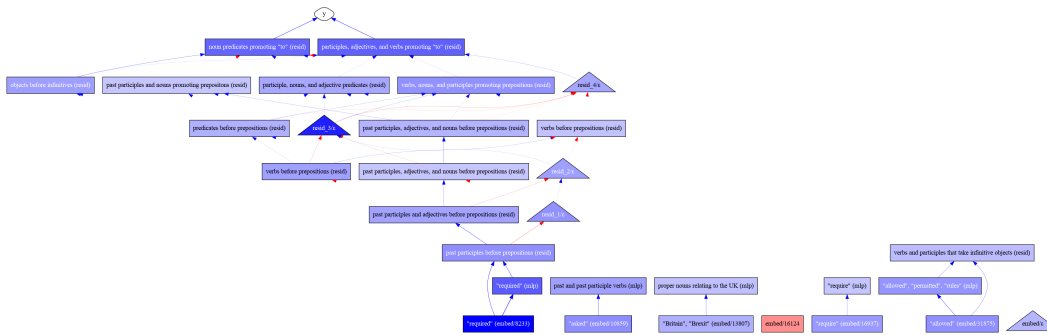 y
noun predicates promoting "to" (resid)
participles, adjectives, and verbs promoting "to" (resid)
objects before infinitives (resid)
past participles and nouns promoting prepositons (resid)
participle, nouns, and adjective predicates (resid)
verbs, nouns, and participles promoting prepositions (resid)
resid_4/ε
predicates before prepositions (resid)
resid_3/ε
past participles, adjectives, and nouns before prepositions (resid)
verbs before prepositions (resid)
verbs before prepositions (resid)
past participles, adjectives, and nouns before prepositions (resid)
resid_2/ε
past participles and adjectives before prepositions (resid)
resid_1/ε
past participles before prepositions (resid)
verbs and participles that take infinitive objects (resid)
"required" (mlp)
past and past participle verbs (mlp)
proper nouns relating to the UK (mlp)
"require" (mlp)
"allowed", "permitted", "rules" (mlp)
"required" (embed/8233)
"asked" (embed/10859)
"Britain", "Brexit" (embed/13807)
embed/16124
"require" (embed/16937)
"allowed" (embed/31875)
embed/ε